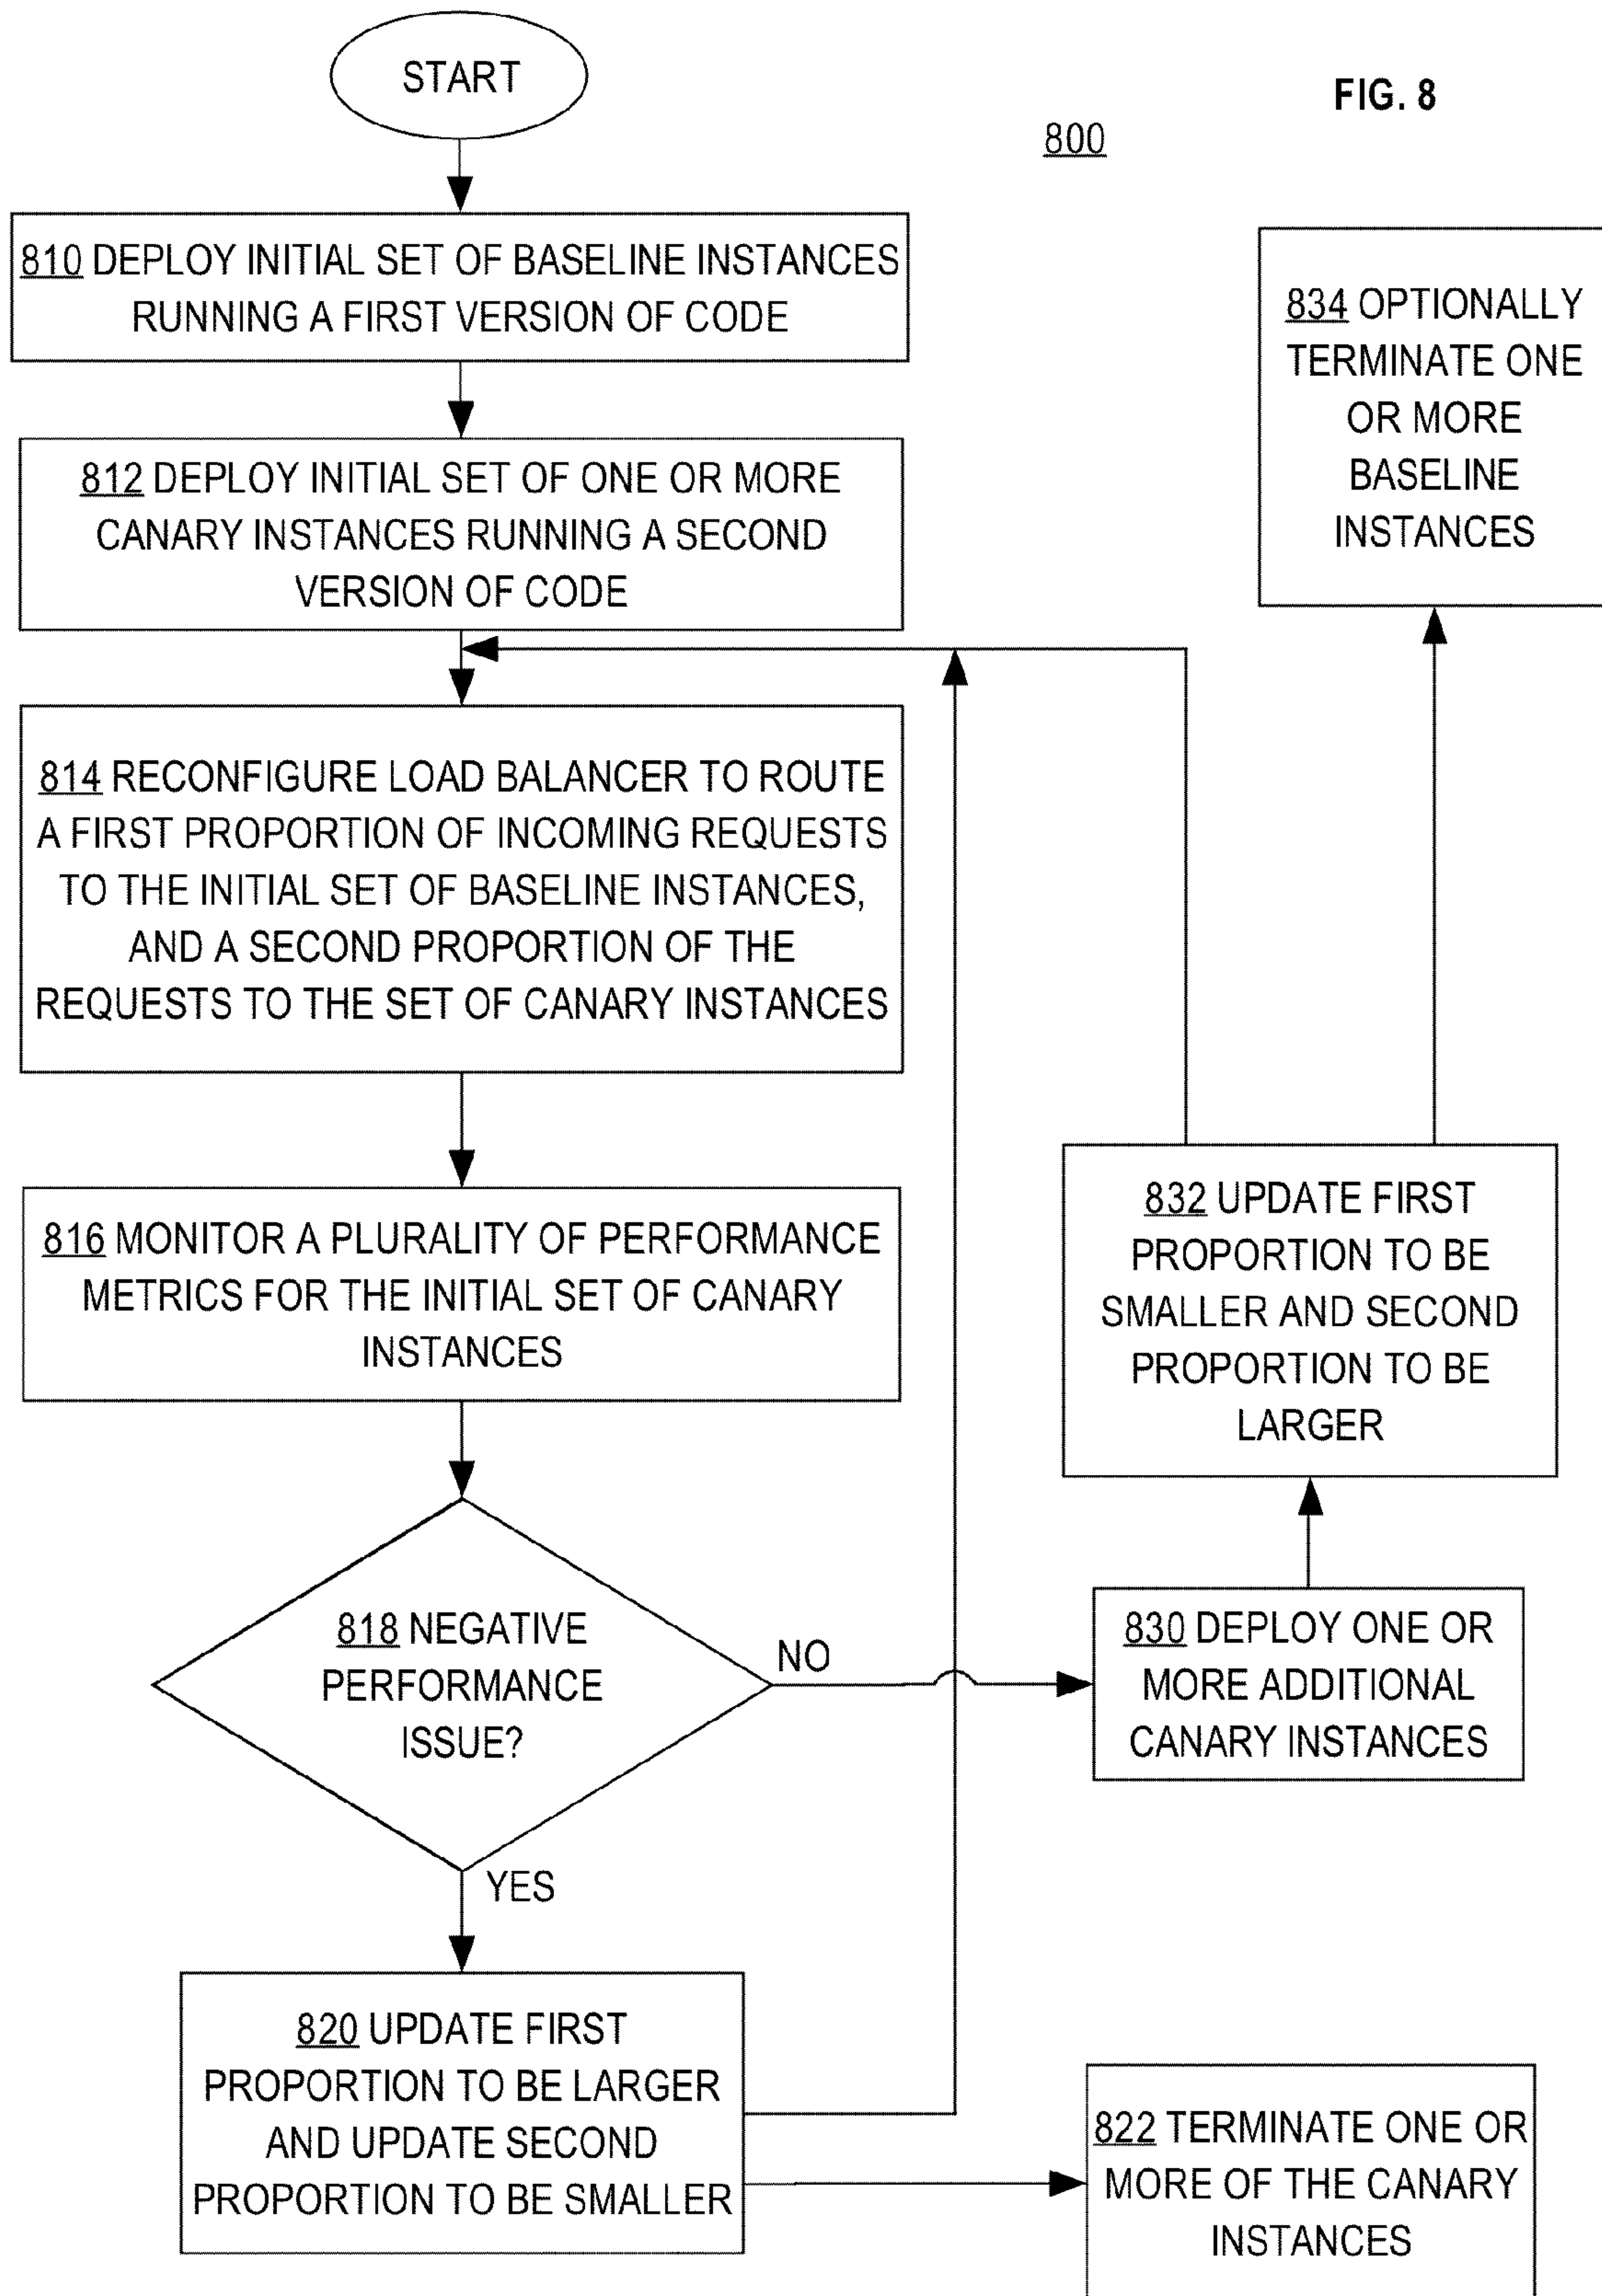 START
FIG. 8
800
810 DEPLOY INITIAL SET OF BASELINE INSTANCES
RUNNING A FIRST VERSION OF CODE
812 DEPLOY INITIAL SET OF ONE OR MORE
CANARY INSTANCES RUNNING A SECOND
VERSION OF CODE
814 RECONFIGURE LOAD BALANCER TO ROUTE
A FIRST PROPORTION OF INCOMING REQUESTS
TO THE INITIAL SET OF BASELINE INSTANCES,
AND A SECOND PROPORTION OF THE
REQUESTS TO THE SET OF CANARY INSTANCES
816 MONITOR A PLURALITY OF PERFORMANCE
METRICS FOR THE INITIAL SET OF CANARY
INSTANCES
818 NEGATIVE
PERFORMANCE
ISSUE?
NO
YES
820 UPDATE FIRST
PROPORTION TO BE LARGER
AND UPDATE SECOND
PROPORTION TO BE SMALLER
822 TERMINATE ONE OR
MORE OF THE CANARY
INSTANCES
830 DEPLOY ONE OR
MORE ADDITIONAL
CANARY INSTANCES
832 UPDATE FIRST
PROPORTION TO BE
SMALLER AND SECOND
PROPORTION TO BE
LARGER
834 OPTIONALLY
TERMINATE ONE
OR MORE
BASELINE
INSTANCES